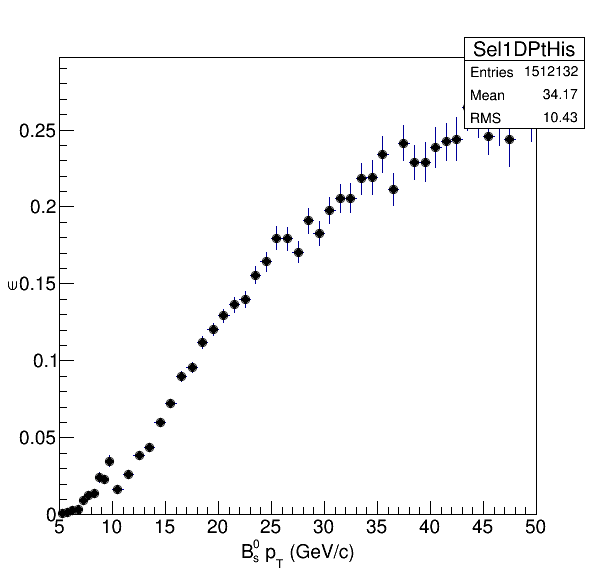 Sel1DPtHis
Entries 1512132
Mean 34.17
RMS 10.43
ϵ
0.25
0.2
0.15
0.1
0.05
0
5 10 15 20 25 30 35 40 45 50
B⁰ₛ p_T (GeV/c)